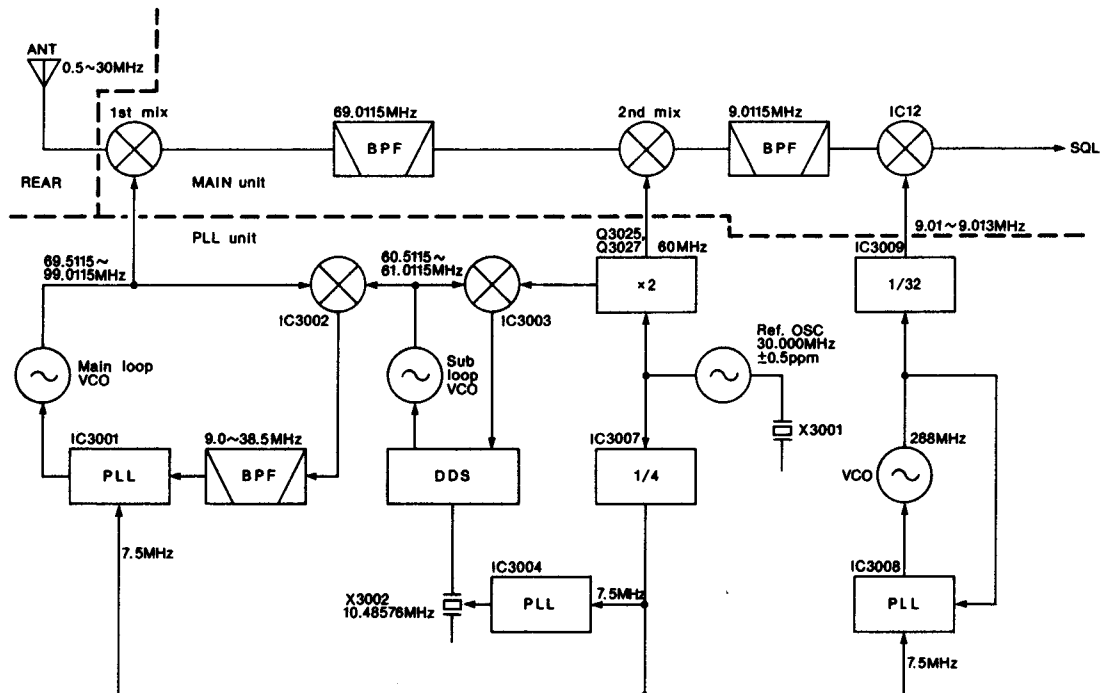 ANT
0.5~30MHz
1st mix
69.0115MHz
BPF
2nd mix
9.0115MHz
BPF
IC12
SQL
REAR
MAIN unit
PLL unit
69.5115~
99.0115MHz
60.5115~
61.0115MHz
Q3025,
Q3027
60MHz
9.01~9.013MHz
IC3009
IC3002
IC3003
×2
1/32
Main loop
VCO
Sub
loop
VCO
Ref. OSC
30.000MHz
±0.5ppm
X3001
IC3001
PLL
9.0~38.5MHz
BPF
DDS
IC3007
1/4
288MHz
VCO
7.5MHz
X3002
10.48576MHz
IC3004
PLL
7.5MHz
IC3008
PLL
7.5MHz